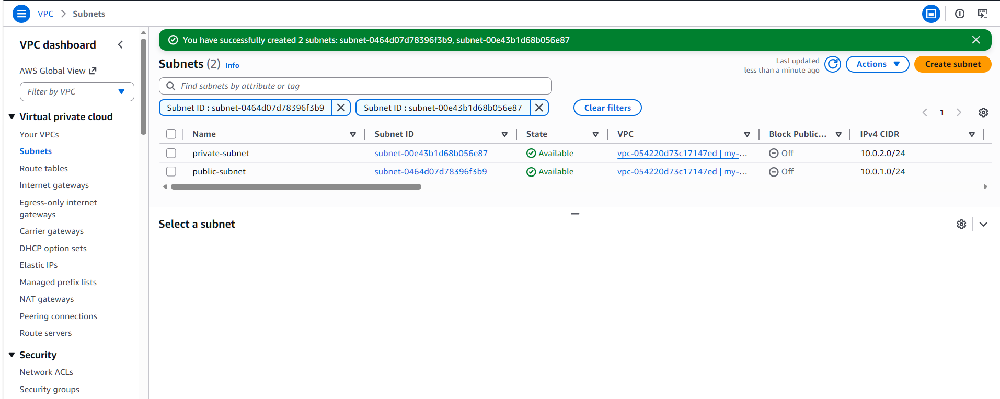 VPC > Subnets
VPC dashboard
AWS Global View
Filter by VPC
Virtual private cloud
Your VPCs
Subnets
Route tables
Internet gateways
Egress-only internet
gateways
Carrier gateways
DHCP option sets
Elastic IPs
Managed prefix lists
NAT gateways
Peering connections
Route servers
Security
Network ACLs
Security groups
You have successfully created 2 subnets: subnet-0464d07d78396f3b9, subnet-00e43b1d68b056e87
Subnets (2) Info
Last updated
less than a minute ago
Actions
Create subnet
Find subnets by attribute or tag
Subnet ID : subnet-0464d07d78396f3b9
Subnet ID : subnet-00e43b1d68b056e87
Clear filters
1
Name Subnet ID State VPC Block Public... IPv4 CIDR
private-subnet subnet-00e43b1d68b056e87 Available vpc-054220d73c17147ed | my-... Off 10.0.2.0/24
public-subnet subnet-0464d07d78396f3b9 Available vpc-054220d73c17147ed | my-... Off 10.0.1.0/24
Select a subnet